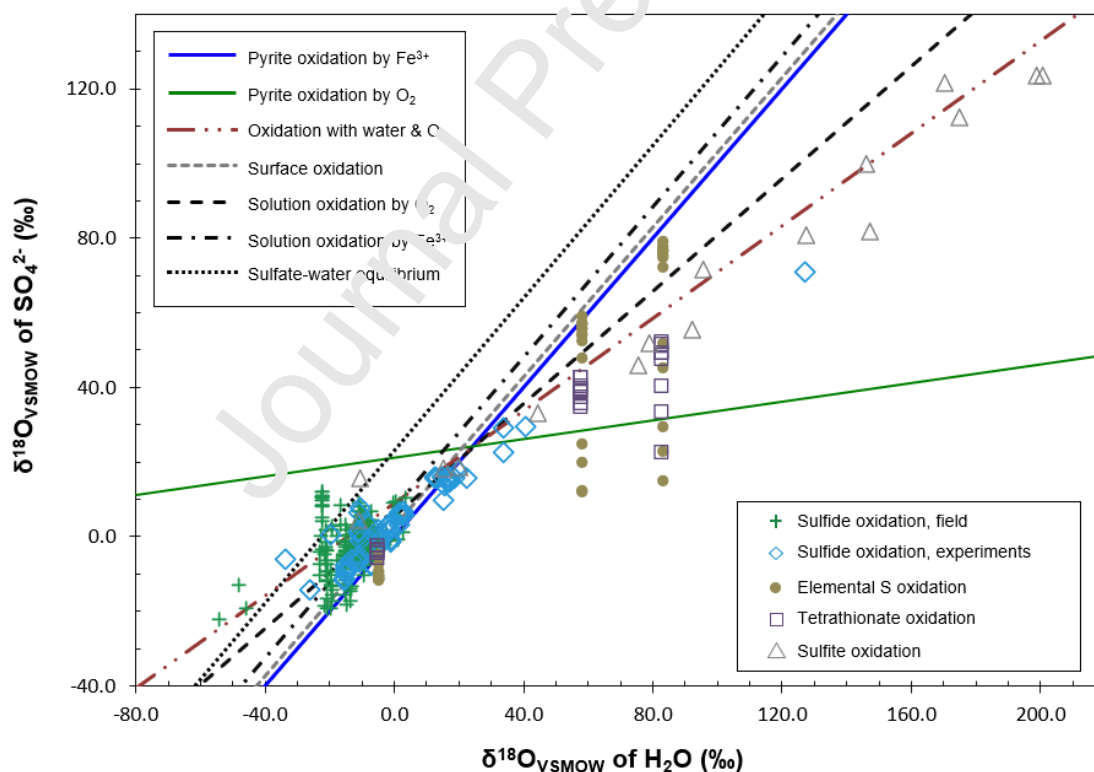 Journal Pre
Pyrite oxidation by Fe³⁺
Pyrite oxidation by O₂
Oxidation with water & O
Surface oxidation
Solution oxidation by O₂
Solution oxidation by Fe³⁺
Sulfate-water equilibrium
120.0
80.0
40.0
0.0
-40.0
δ¹⁸O_VSMOW of SO₄²⁻ (‰)
Sulfide oxidation, field
Sulfide oxidation, experiments
Elemental S oxidation
Tetrathionate oxidation
Sulfite oxidation
-80.0 -40.0 0.0 40.0 80.0 120.0 160.0 200.0
δ¹⁸O_VSMOW of H₂O (‰)